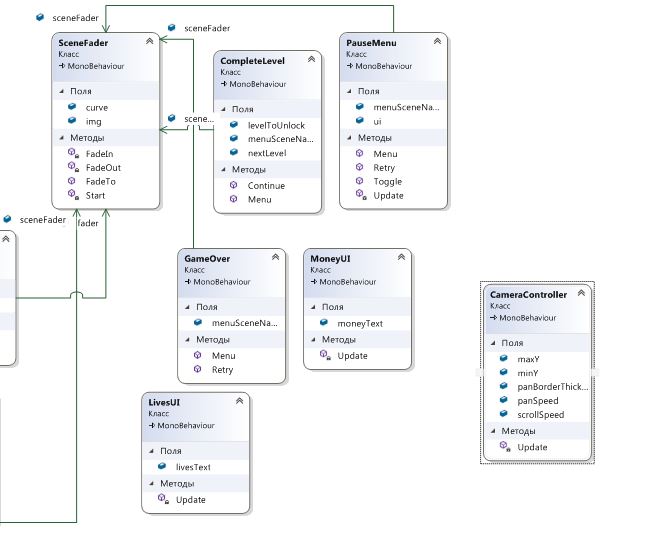 sceneFader
SceneFader
Класс
MonoBehaviour
Поля
curve
img
Методы
FadeIn
FadeOut
FadeTo
Start
sceneFader
scene...
CompleteLevel
Класс
MonoBehaviour
Поля
levelToUnlock
menuSceneNa...
nextLevel
Методы
Continue
Menu
PauseMenu
Класс
MonoBehaviour
Поля
menuSceneNa...
ui
Методы
Menu
Retry
Toggle
Update
sceneFader
fader
GameOver
Класс
MonoBehaviour
Поля
menuSceneNa...
Методы
Menu
Retry
MoneyUI
Класс
MonoBehaviour
Поля
moneyText
Методы
Update
CameraController
Класс
MonoBehaviour
Поля
maxY
minY
panBorderThick...
panSpeed
scrollSpeed
Методы
Update
LivesUI
Класс
MonoBehaviour
Поля
livesText
Методы
Update